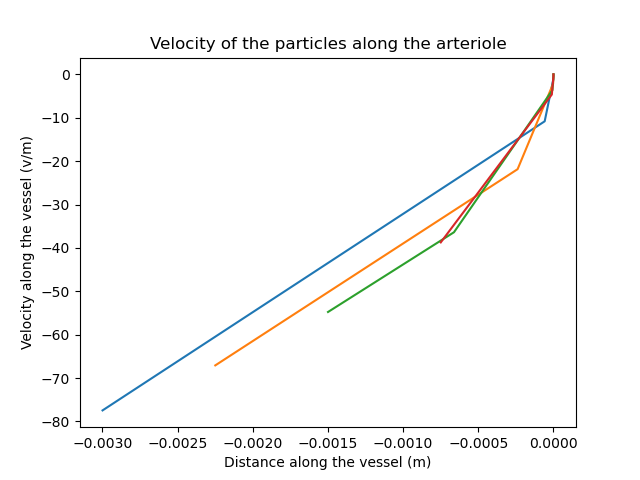 Velocity of the particles along the arteriole
Velocity along the vessel (v/m)
0
−10
−20
−30
−40
−50
−60
−70
−80
−0.0030 −0.0025 −0.0020 −0.0015 −0.0010 −0.0005 0.0000
Distance along the vessel (m)